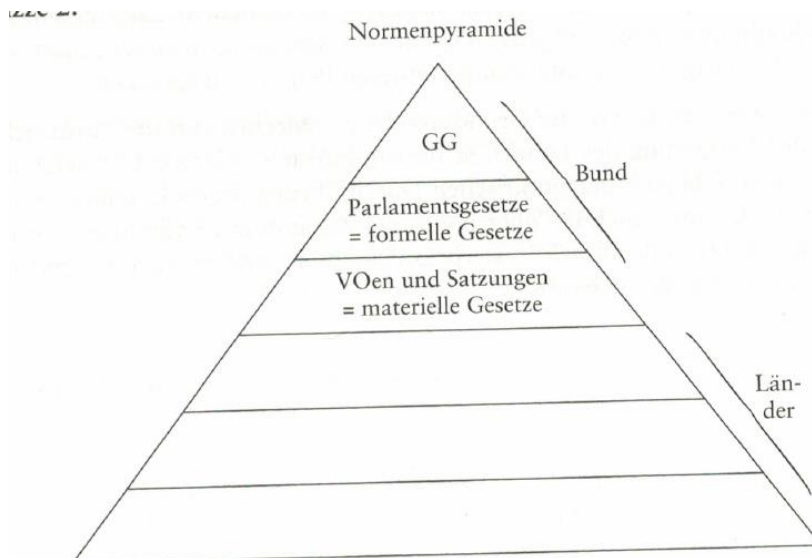 Normenpyramide
GG
Bund
Parlamentsgesetze
= formelle Gesetze
VOen und Satzungen
= materielle Gesetze
Län-
der